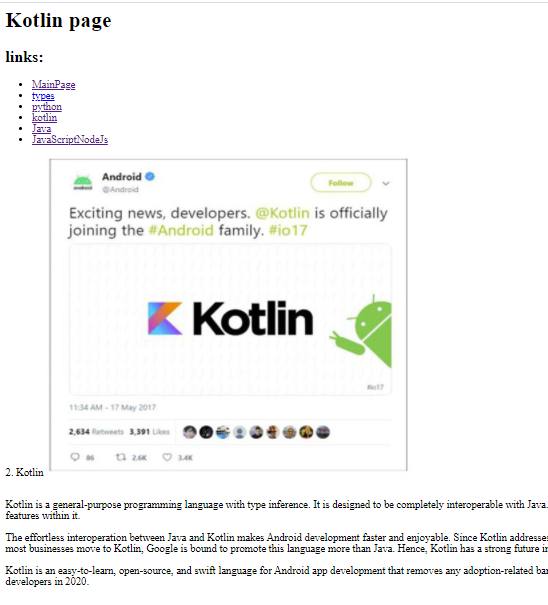 Kotlin page
links:
MainPage
types
python
kotlin
Java
JavaScriptNodeJs
Android
@Android
Follow
Exciting news, developers. @Kotlin is officially
joining the #Android family. #io17
Kotlin
#io17
11:34 AM - 17 May 2017
2,634 Retweets 3,391 Likes
86 2.6K 3.4K
2. Kotlin
Kotlin is a general-purpose programming language with type inference. It is designed to be completely interoperable with Java.
features within it.
The effortless interoperation between Java and Kotlin makes Android development faster and enjoyable. Since Kotlin addresse
most businesses move to Kotlin, Google is bound to promote this language more than Java. Hence, Kotlin has a strong future i
Kotlin is an easy-to-learn, open-source, and swift language for Android app development that removes any adoption-related ba
developers in 2020.